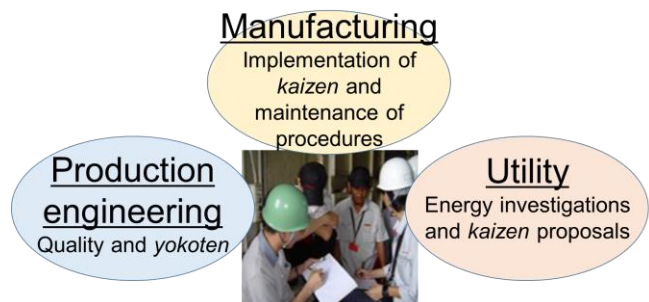 Manufacturing
Implementation of
kaizen and
maintenance of
procedures
Production
engineering
Quality and yokoten
Utility
Energy investigations
and kaizen proposals